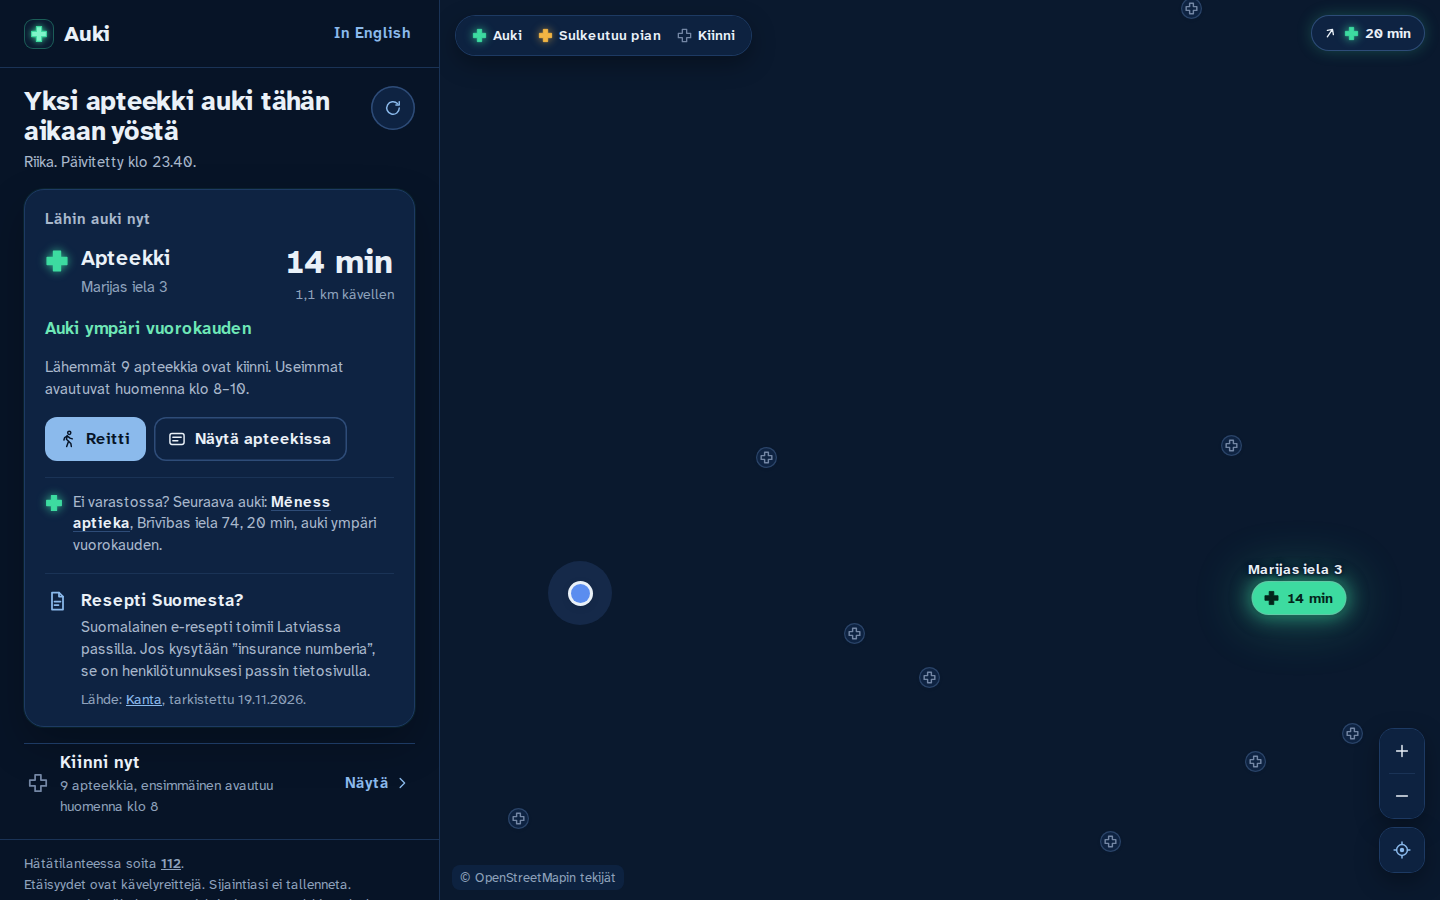 Auki
In English
Yksi apteekki auki tähän
aikaan yöstä
Riika. Päivitetty klo 23.40.
Lähin auki nyt
Apteekki
14 min
Marijas iela 3
1,1 km kävellen
Auki ympäri vuorokauden
Lähemmät 9 apteekkia ovat kiinni. Useimmat
avautuvat huomenna klo 8–10.
Reitti
Näytä apteekissa
Ei varastossa? Seuraava auki: Mēness
aptieka, Brīvības iela 74, 20 min, auki ympäri
vuorokauden.
Resepti Suomesta?
Suomalainen e-resepti toimii Latviassa
passilla. Jos kysytään ”insurance numberia”,
se on henkilötunnuksesi passin tietosivulla.
Lähde: Kanta, tarkistettu 19.11.2026.
Kiinni nyt
9 apteekkia, ensimmäinen avautuu
huomenna klo 8
Näytä
Hätätilanteessa soita 112.
Etäisyydet ovat kävelyreittejä. Sijaintiasi ei tallenneta.
Auki
Sulkeutuu pian
Kiinni
20 min
Marijas iela 3
14 min
+
−
© OpenStreetMapin tekijät